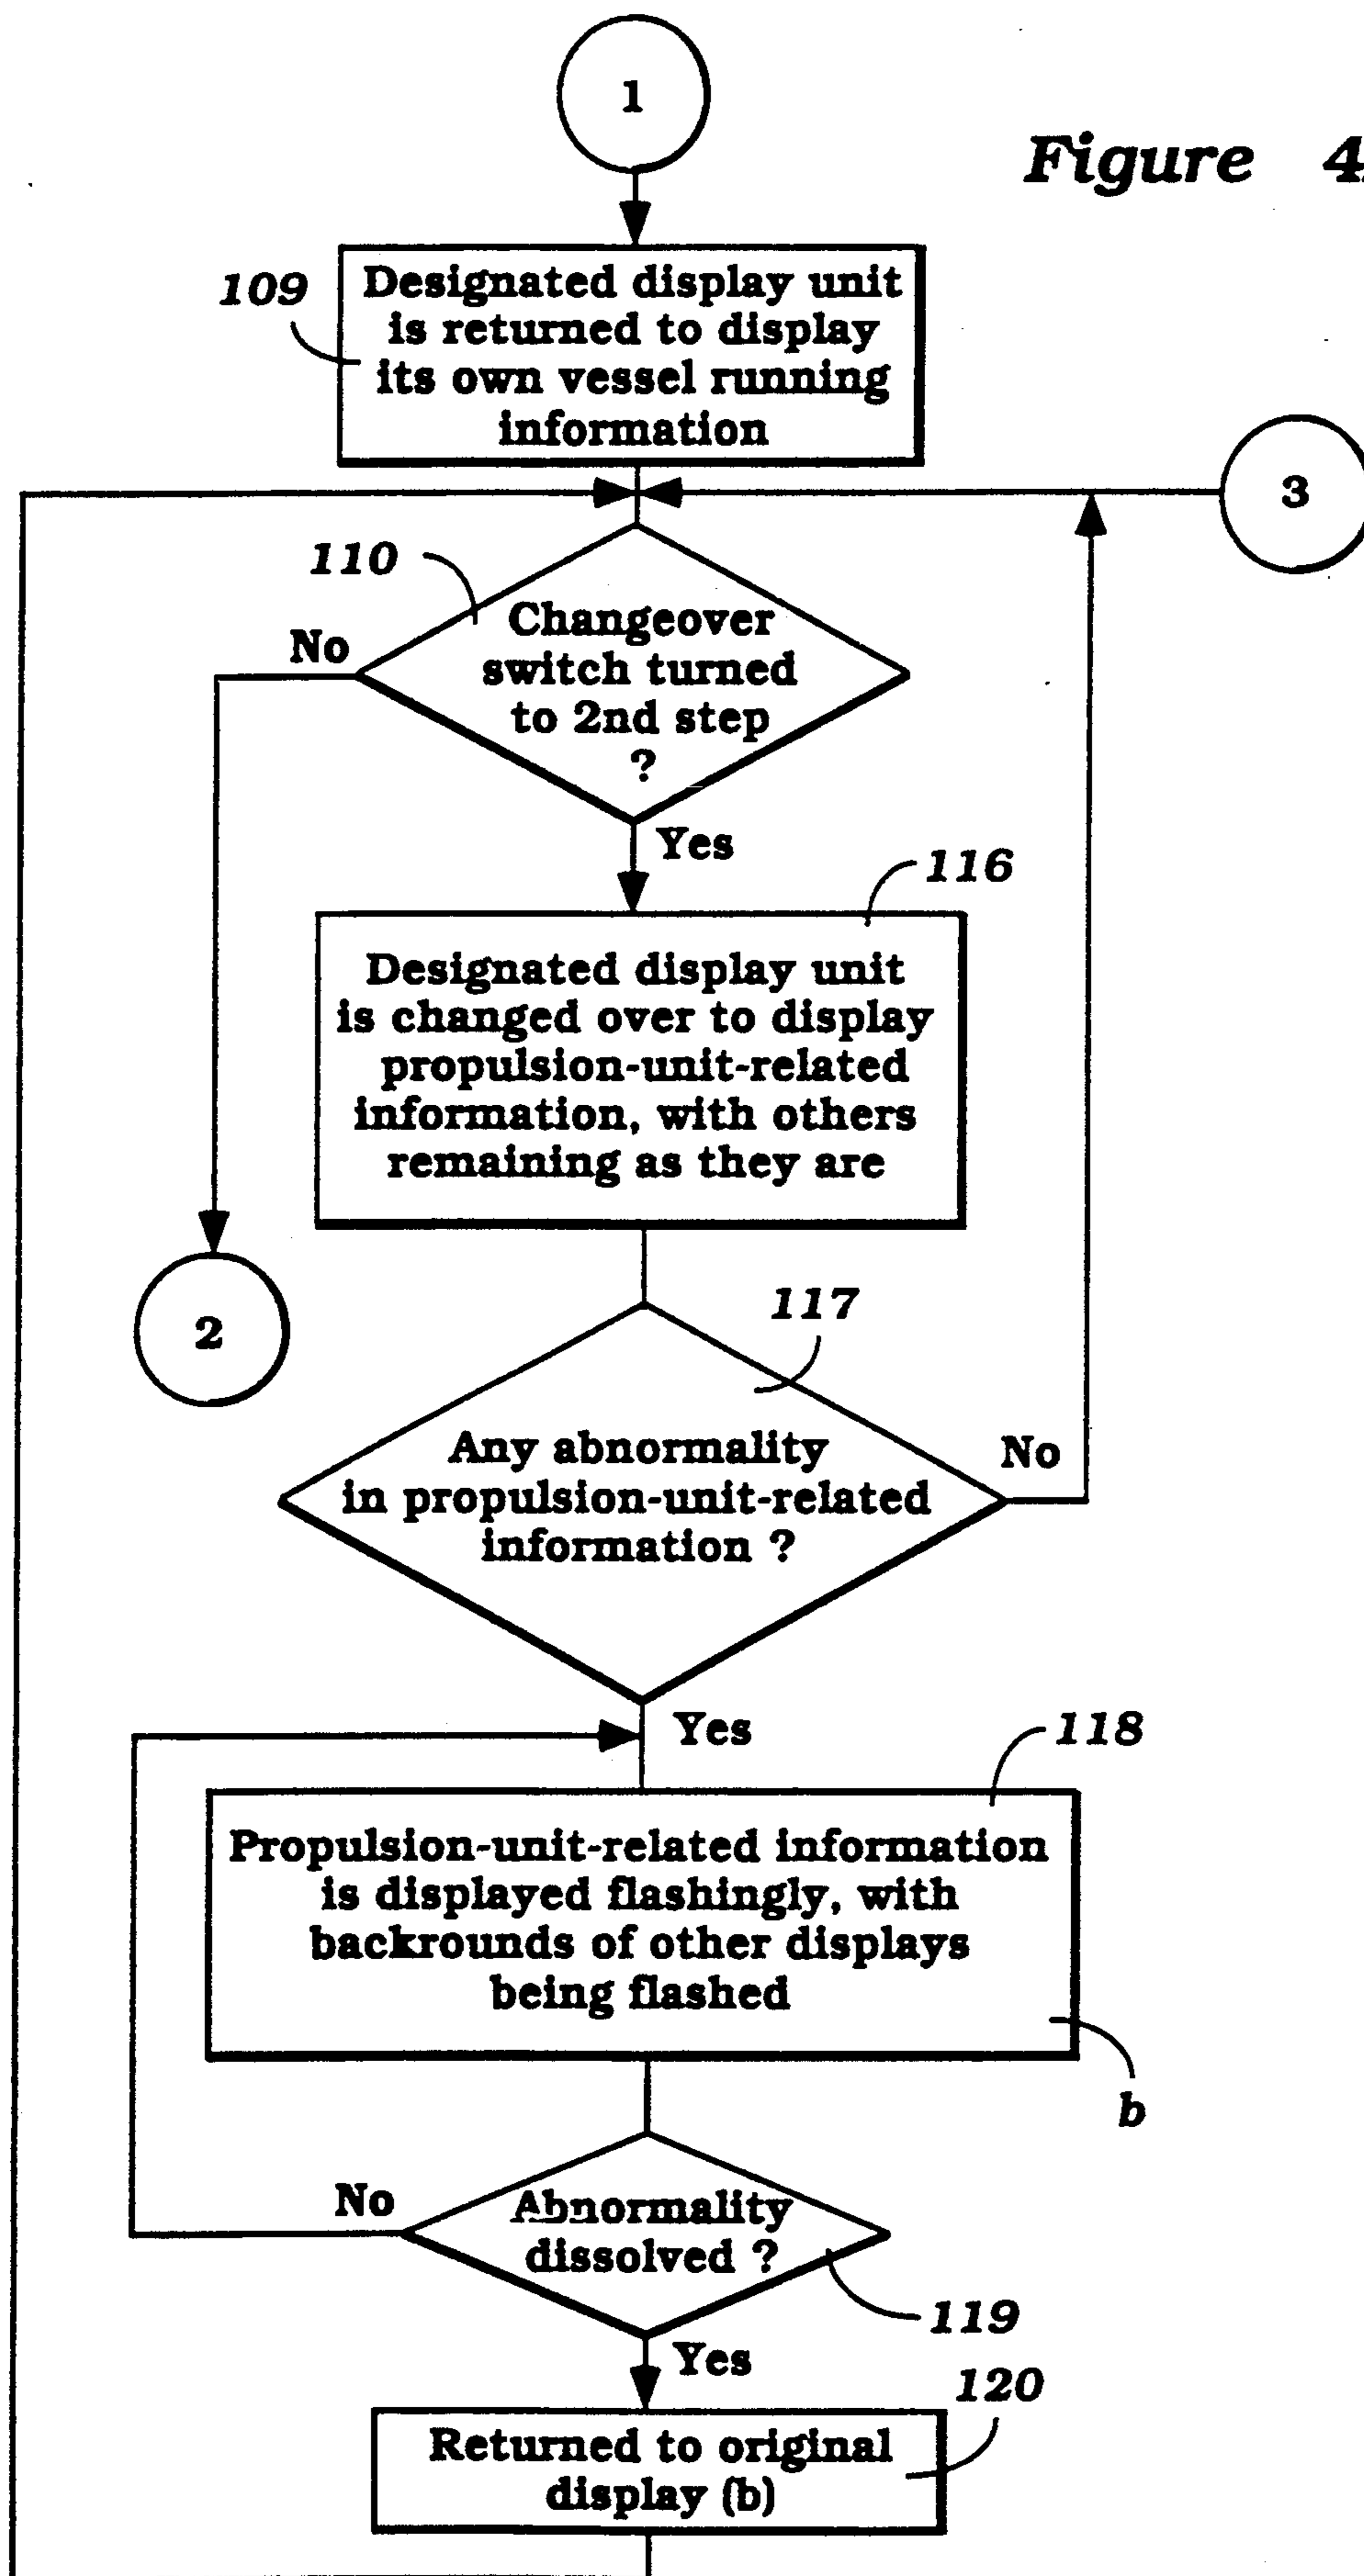 1
Figure 4
109
Designated display unit
is returned to display
its own vessel running
information
3
110
Changeover
switch turned
to 2nd step
?
No
Yes
116
Designated display unit
is changed over to display
propulsion-unit-related
information, with others
remaining as they are
2
117
Any abnormality
in propulsion-unit-related
information ?
No
Yes
118
Propulsion-unit-related information
is displayed flashingly, with
backrounds of other displays
being flashed
b
No
Abnormality
dissolved ?
119
Yes
120
Returned to original
display (b)